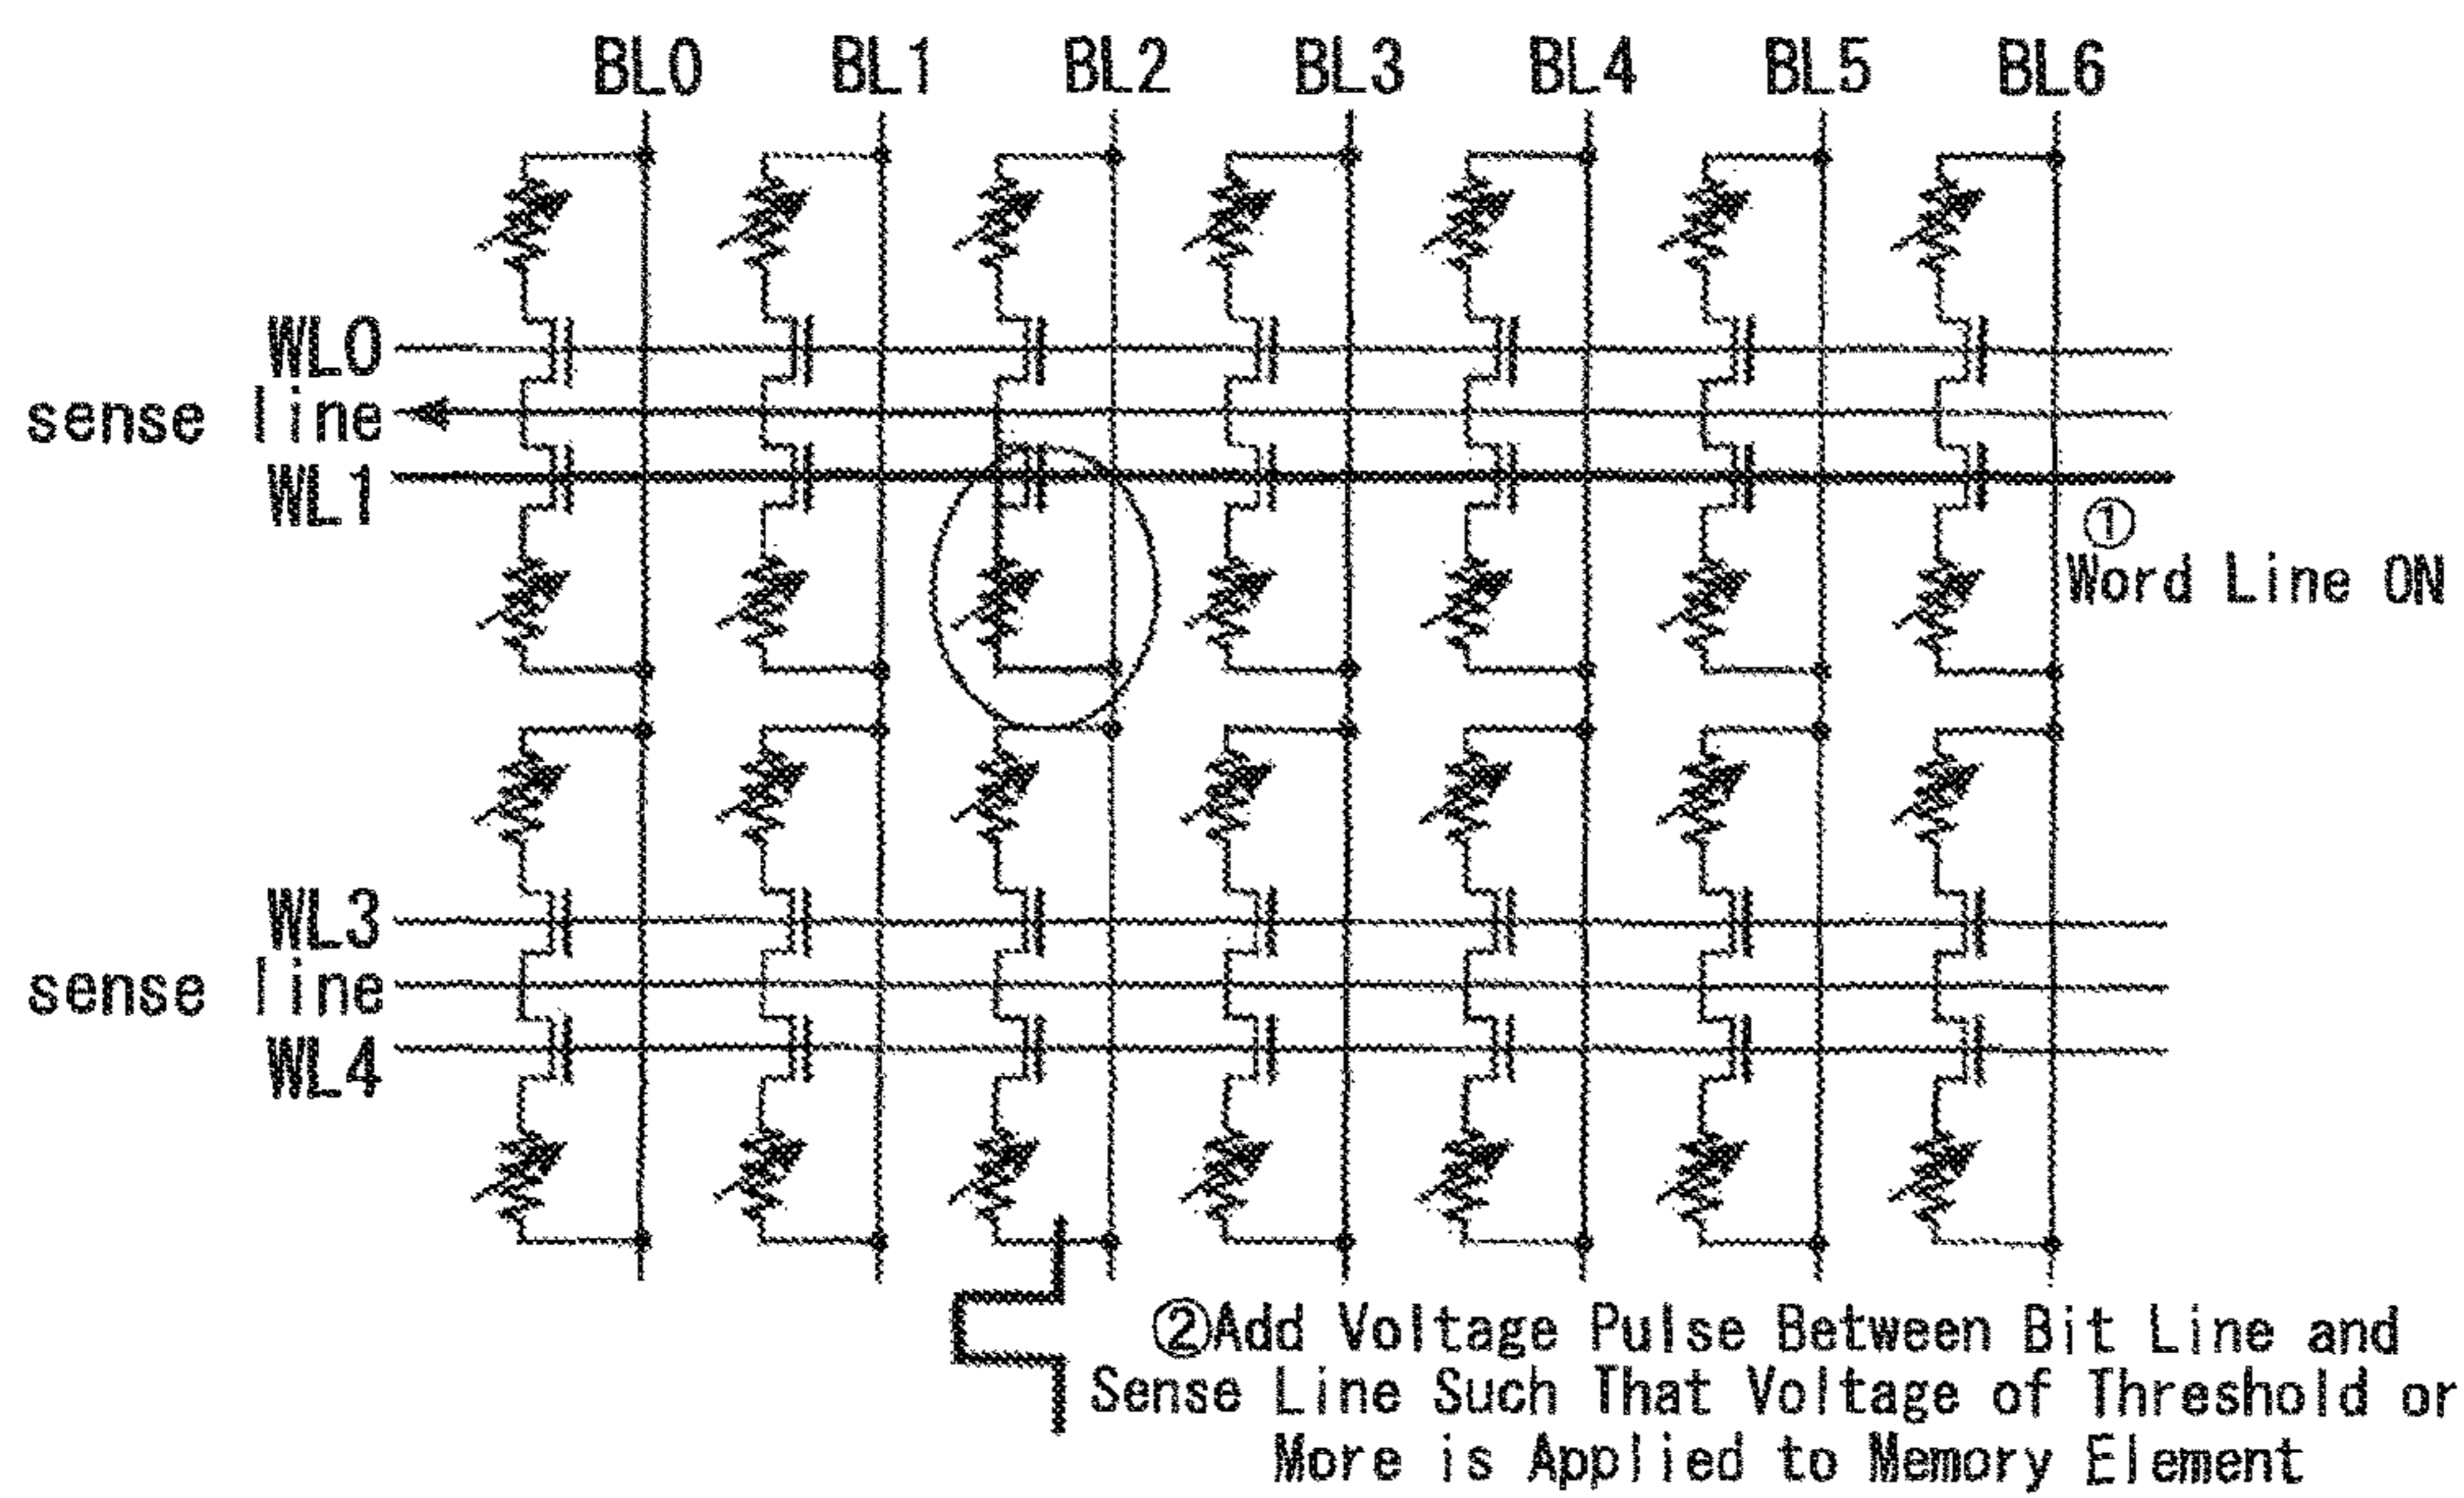 BL0 BL1 BL2 BL3 BL4 BL5 BL6
WL0
sense line
WL1
①
Word Line ON
WL3
sense line
WL4
②Add Voltage Pulse Between Bit Line and
Sense Line Such That Voltage of Threshold or
More is Applied to Memory Element